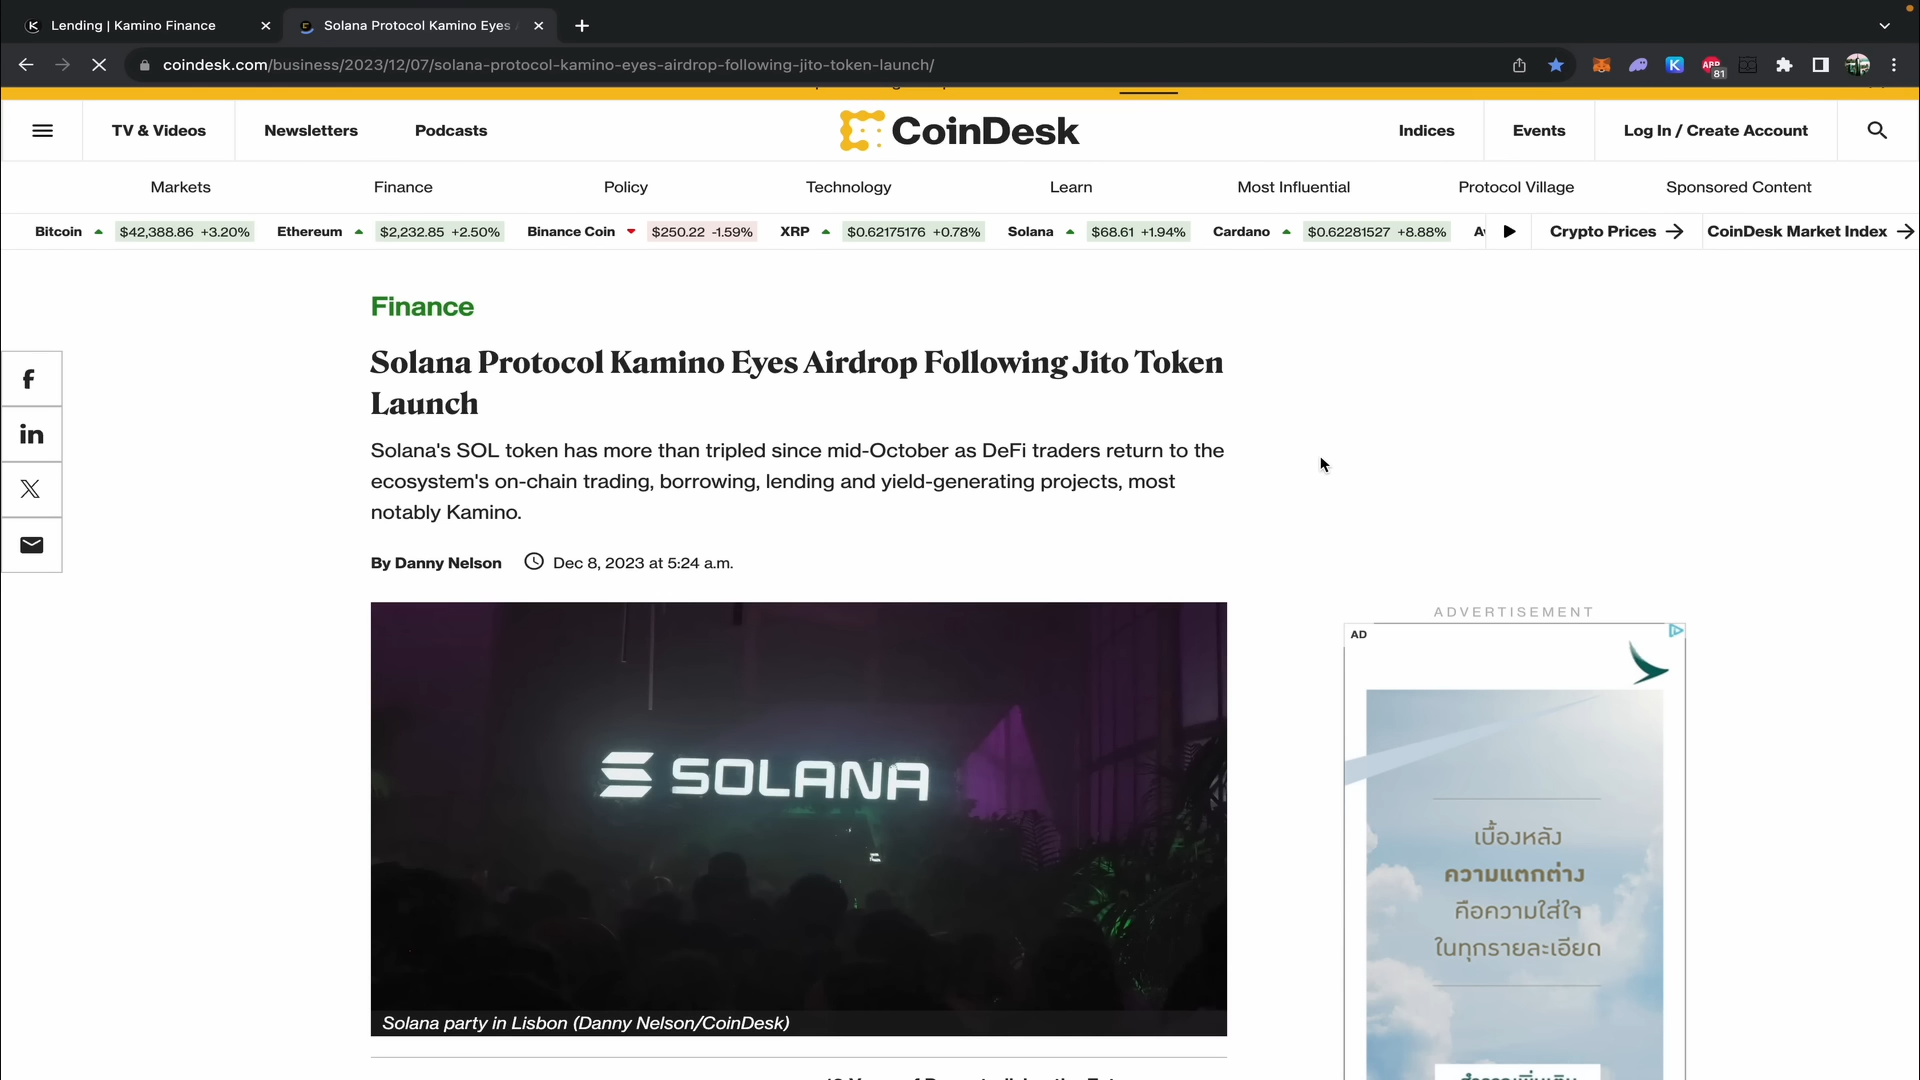 Lending | Kamino Finance
Solana Protocol Kamino Eyes
coindesk.com/business/2023/12/07/solana-protocol-kamino-eyes-airdrop-following-jito-token-launch/
ABP
81
TV & Videos
Newsletters
Podcasts
CoinDesk
Indices
Events
Log In / Create Account
Markets
Finance
Policy
Technology
Learn
Most Influential
Protocol Village
Sponsored Content
Bitcoin $42,388.86 +3.20%
Ethereum $2,232.85 +2.50%
Binance Coin $250.22 -1.59%
XRP $0.62175176 +0.78%
Solana $68.61 +1.94%
Cardano $0.62281527 +8.88%
Crypto Prices
CoinDesk Market Index
Finance
Solana Protocol Kamino Eyes Airdrop Following Jito Token
Launch
Solana's SOL token has more than tripled since mid-October as DeFi traders return to the
ecosystem's on-chain trading, borrowing, lending and yield-generating projects, most
notably Kamino.
By Danny Nelson Dec 8, 2023 at 5:24 a.m.
SOLANA
Solana party in Lisbon (Danny Nelson/CoinDesk)
ADVERTISEMENT
AD
เบื้องหลัง
ความแตกต่าง
คือความใส่ใจ
ในทุกรายละเอียด